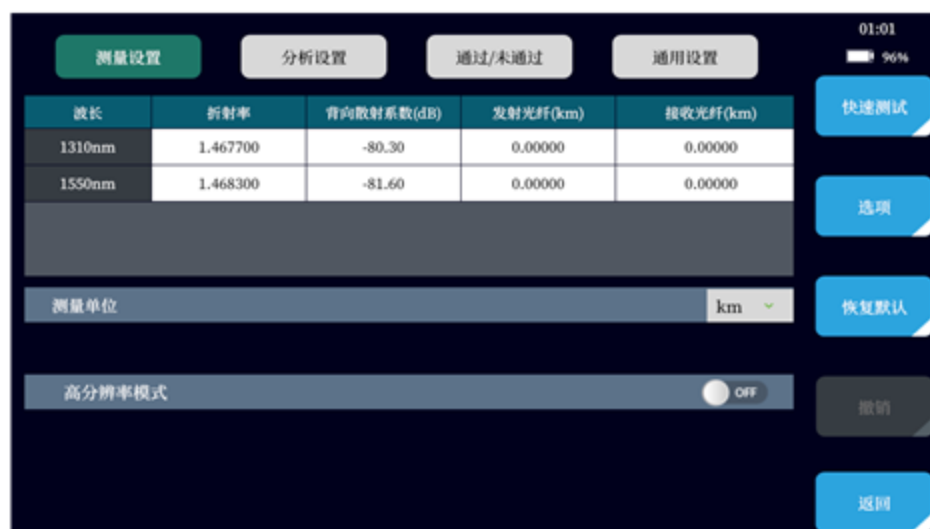 01:01
测量设置 分析设置 通过/未通过 通用设置 96%
波长 折射率 背向散射系数(dB) 发射光纤(km) 接收光纤(km) 快速测试
1310nm 1.467700 -80.30 0.00000 0.00000
1550nm 1.468300 -81.60 0.00000 0.00000
选项
测量单位 km 恢复默认
高分辨率模式 OFF
撤销
返回